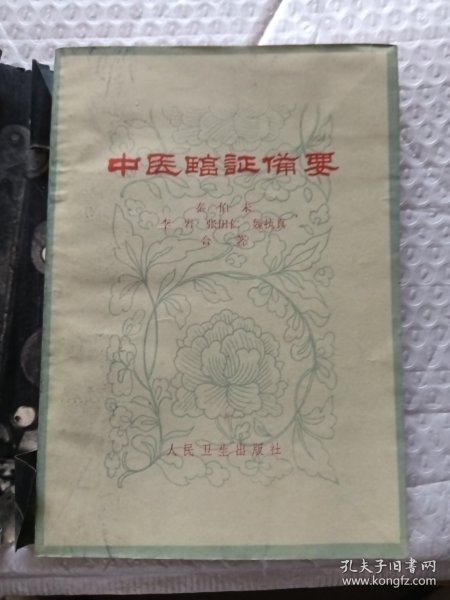 中医臨証備要
秦伯未
李岩 张田仁 魏执真
合著
人民卫生出版社
孔夫子旧书网
www.kongfz.com